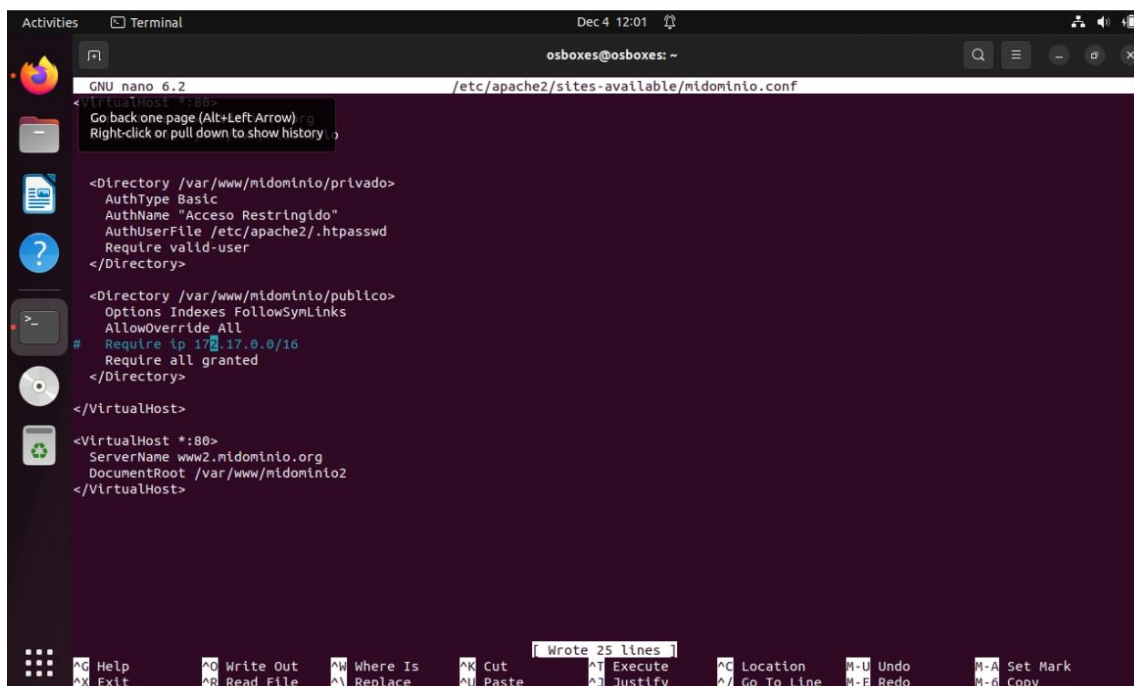 Activities Terminal Dec 4 12:01
osboxes@osboxes: ~
GNU nano 6.2 /etc/apache2/sites-available/midominio.conf
<VirtualHost *:80>
Go back one page (Alt+Left Arrow)
Right-click or pull down to show history
<Directory /var/www/midominio/privado>
AuthType Basic
AuthName "Acceso Restringido"
AuthUserFile /etc/apache2/.htpasswd
Require valid-user
</Directory>
<Directory /var/www/midominio/publico>
Options Indexes FollowSymLinks
AllowOverride All
# Require ip 172.17.0.0/16
Require all granted
</Directory>
</VirtualHost>
<VirtualHost *:80>
ServerName www2.midominio.org
DocumentRoot /var/www/midominio2
</VirtualHost>
[ Wrote 25 lines ]
^G Help ^O Write Out ^W Where Is ^K Cut ^T Execute ^C Location M-U Undo M-A Set Mark
^X Exit ^R Read File ^\ Replace ^U Paste ^J Justify ^/ Go To Line M-E Redo M-6 Copy